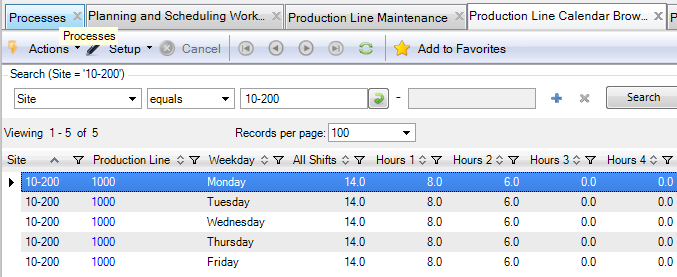 Processes Planning and Scheduling Work... Production Line Maintenance Production Line Calendar Brow... P
Processes
Actions Setup Cancel Add to Favorites
Search (Site = '10-200')
Site equals 10-200 - Search
Viewing 1 - 5 of 5 Records per page: 100
Site Production Line Weekday All Shifts Hours 1 Hours 2 Hours 3 Hours 4
10-200 1000 Monday 14.0 8.0 6.0 0.0 0.0
10-200 1000 Tuesday 14.0 8.0 6.0 0.0 0.0
10-200 1000 Wednesday 14.0 8.0 6.0 0.0 0.0
10-200 1000 Thursday 14.0 8.0 6.0 0.0 0.0
10-200 1000 Friday 14.0 8.0 6.0 0.0 0.0